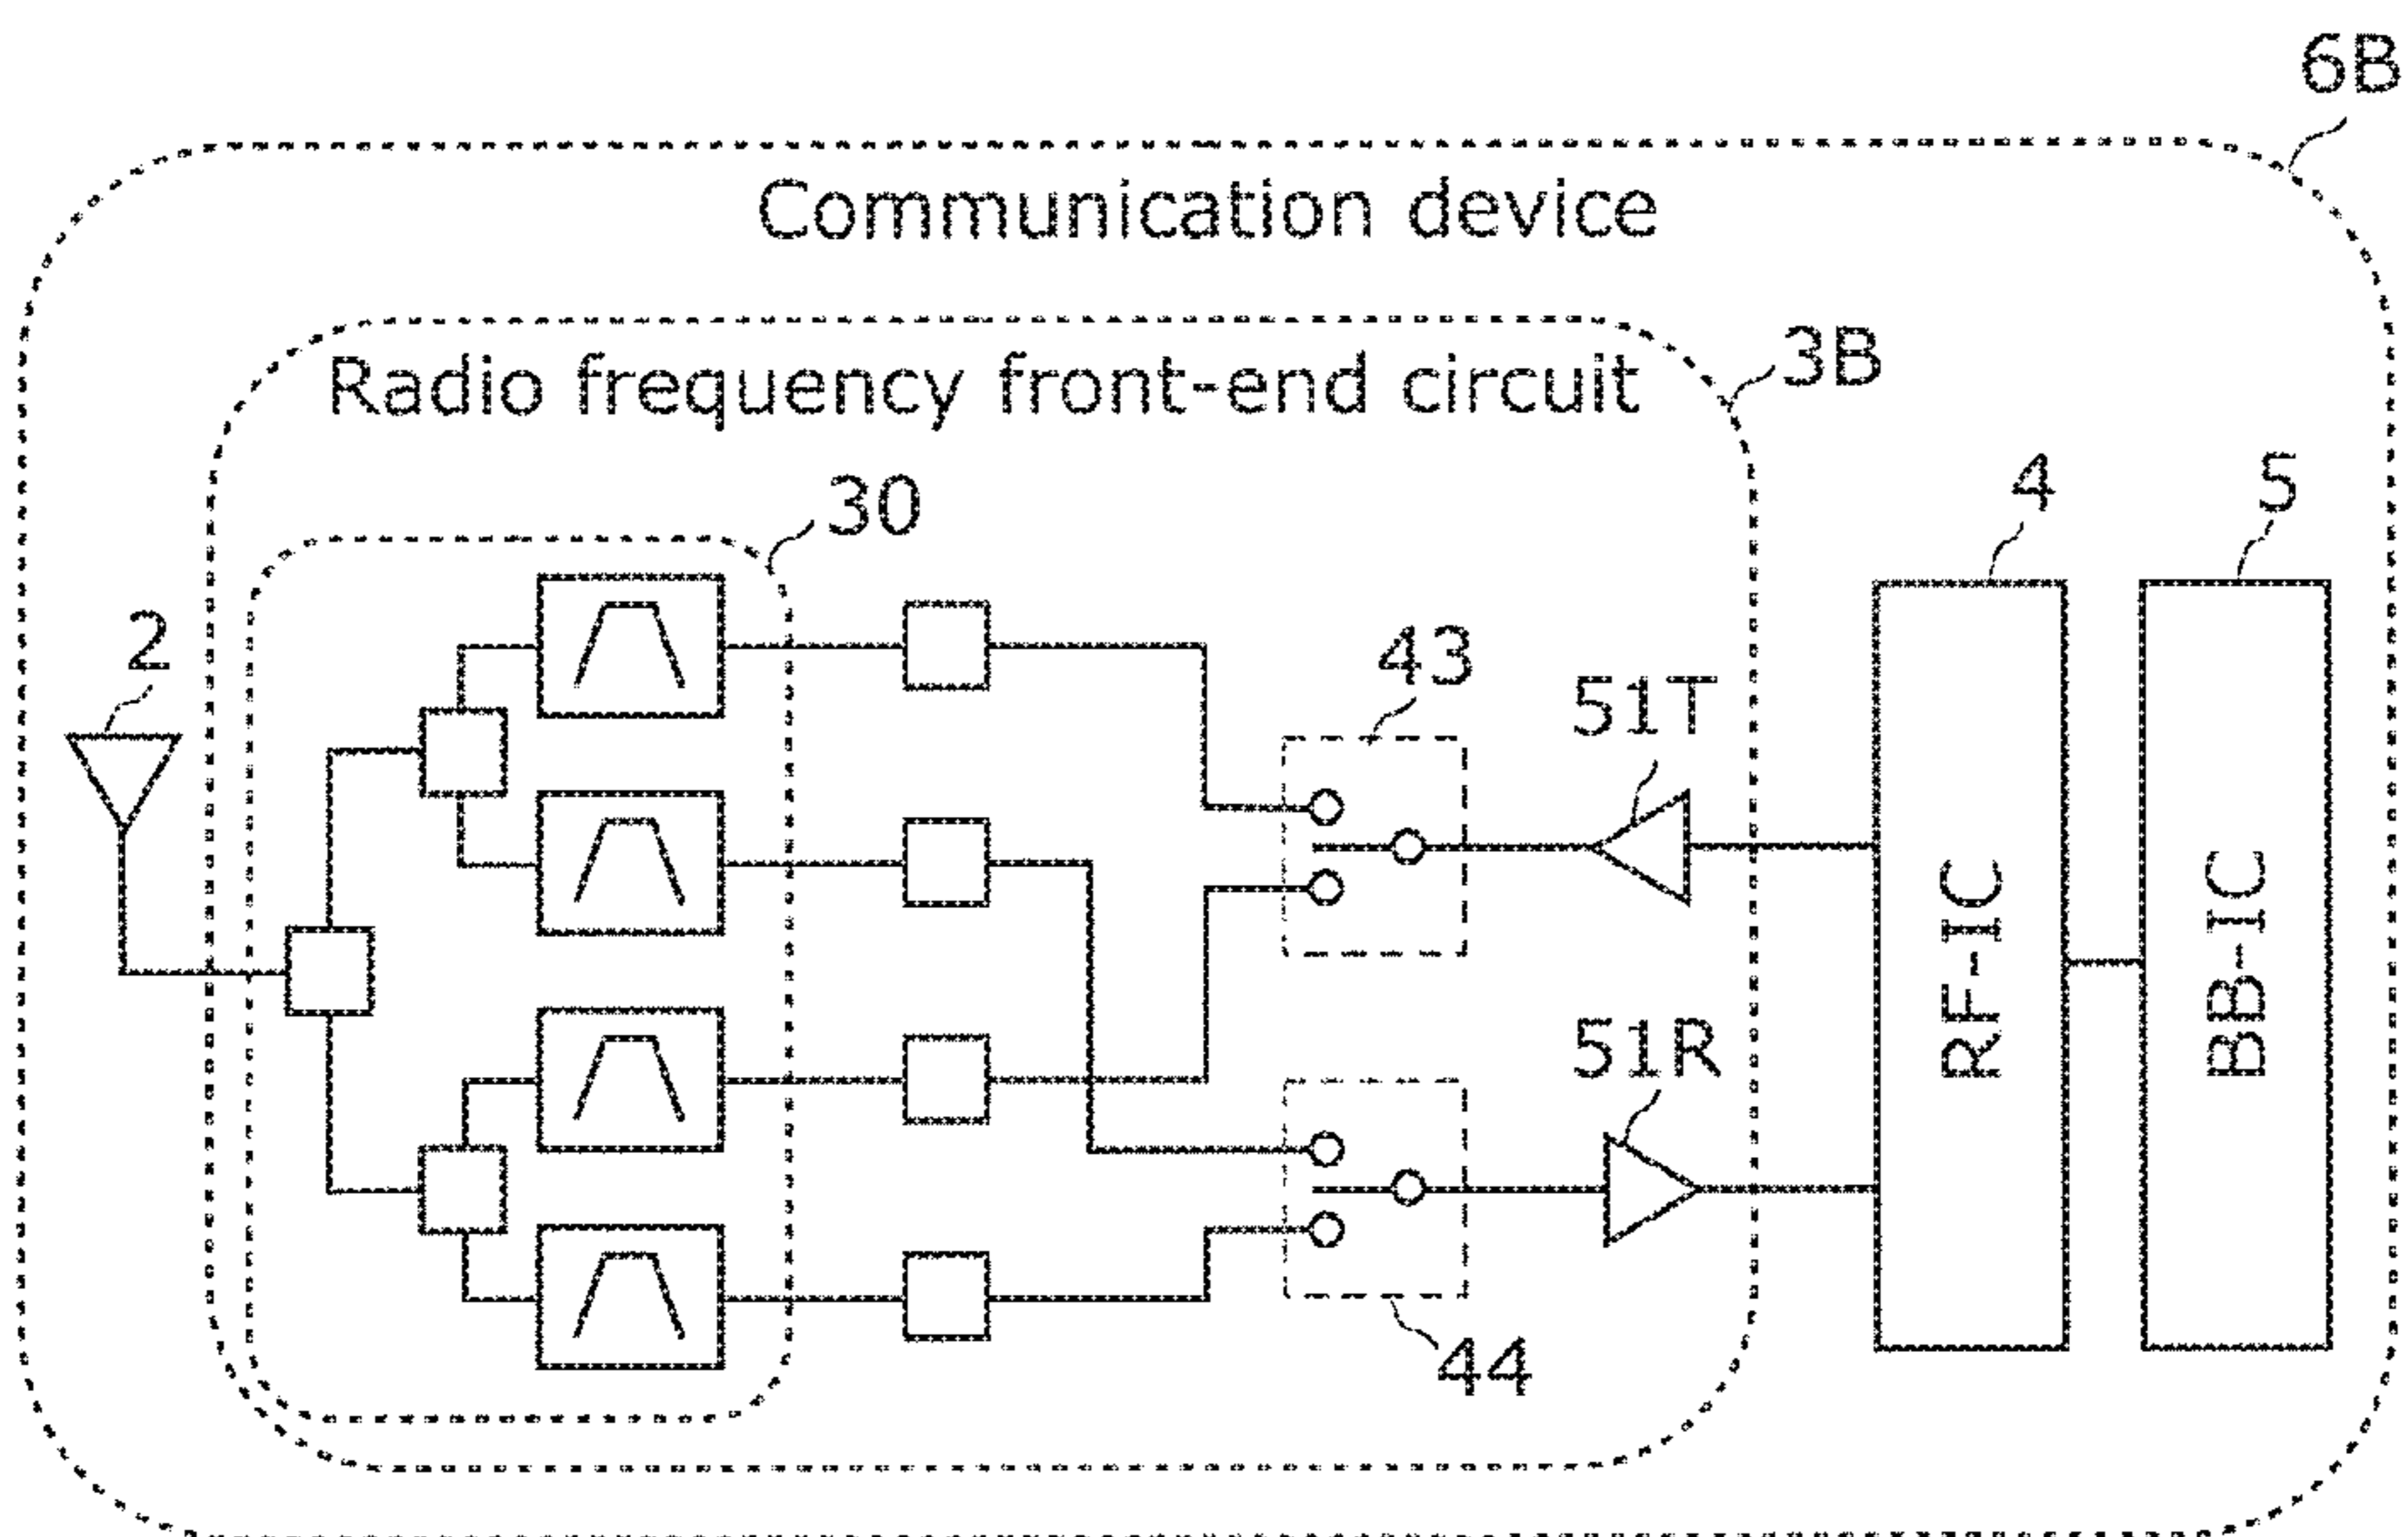 6B
Communication device
3B
Radio frequency front-end circuit
30
4
5
2
43
51T
RF-IC
BB-IC
51R
44